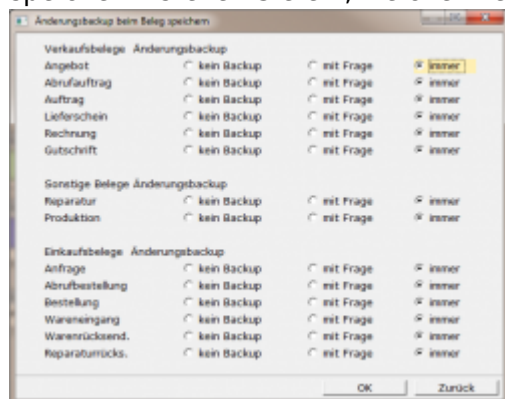 Änderungsbackup beim Beleg speichern
Verkaufsbelege Änderungsbackup
Angebot kein Backup mit Frage immer
Abrufauftrag kein Backup mit Frage immer
Auftrag kein Backup mit Frage immer
Lieferschein kein Backup mit Frage immer
Rechnung kein Backup mit Frage immer
Gutschrift kein Backup mit Frage immer
Sonstige Belege Änderungsbackup
Reparatur kein Backup mit Frage immer
Produktion kein Backup mit Frage immer
Einkaufsbelege Änderungsbackup
Anfrage kein Backup mit Frage immer
Abrufbestellung kein Backup mit Frage immer
Bestellung kein Backup mit Frage immer
Wareneingang kein Backup mit Frage immer
Warenrücksend. kein Backup mit Frage immer
Reparaturrücks. kein Backup mit Frage immer
OK Zurück